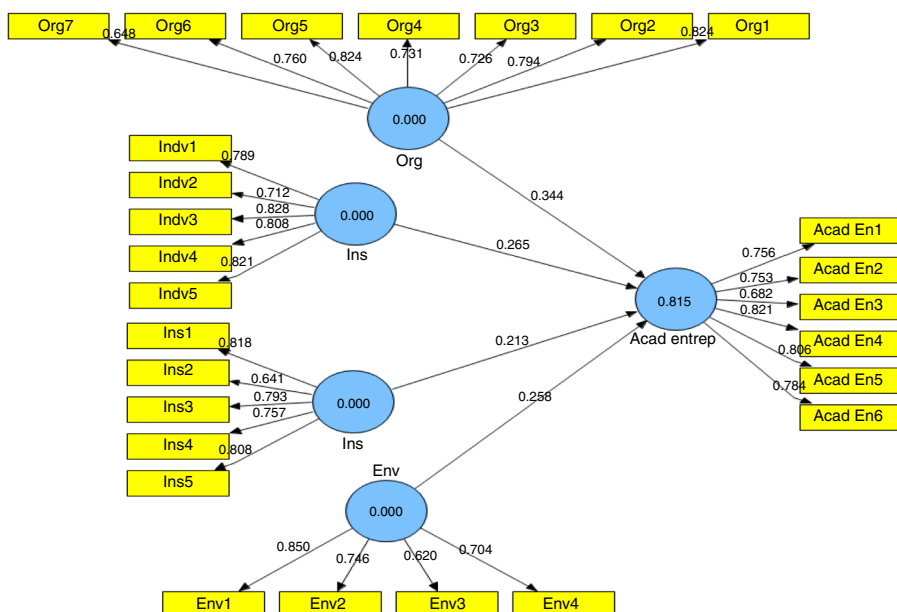 Org7 Org6 Org5 Org4 Org3 Org2 Org1
0.648 0.760 0.824 0.731 0.726 0.794 0.824
0.000
Org
0.344
Indv1
Indv2
Indv3
Indv4
Indv5
0.789
0.712
0.828
0.808
0.821
0.000
Ins
0.265
Ins1
Ins2
Ins3
Ins4
Ins5
0.818
0.641
0.793
0.757
0.808
0.000
Ins
0.213
Env
0.000
0.258
0.850 0.746 0.620 0.704
Env1 Env2 Env3 Env4
0.815
Acad entrep
0.756
0.753
0.682
0.821
0.806
0.784
Acad En1
Acad En2
Acad En3
Acad En4
Acad En5
Acad En6